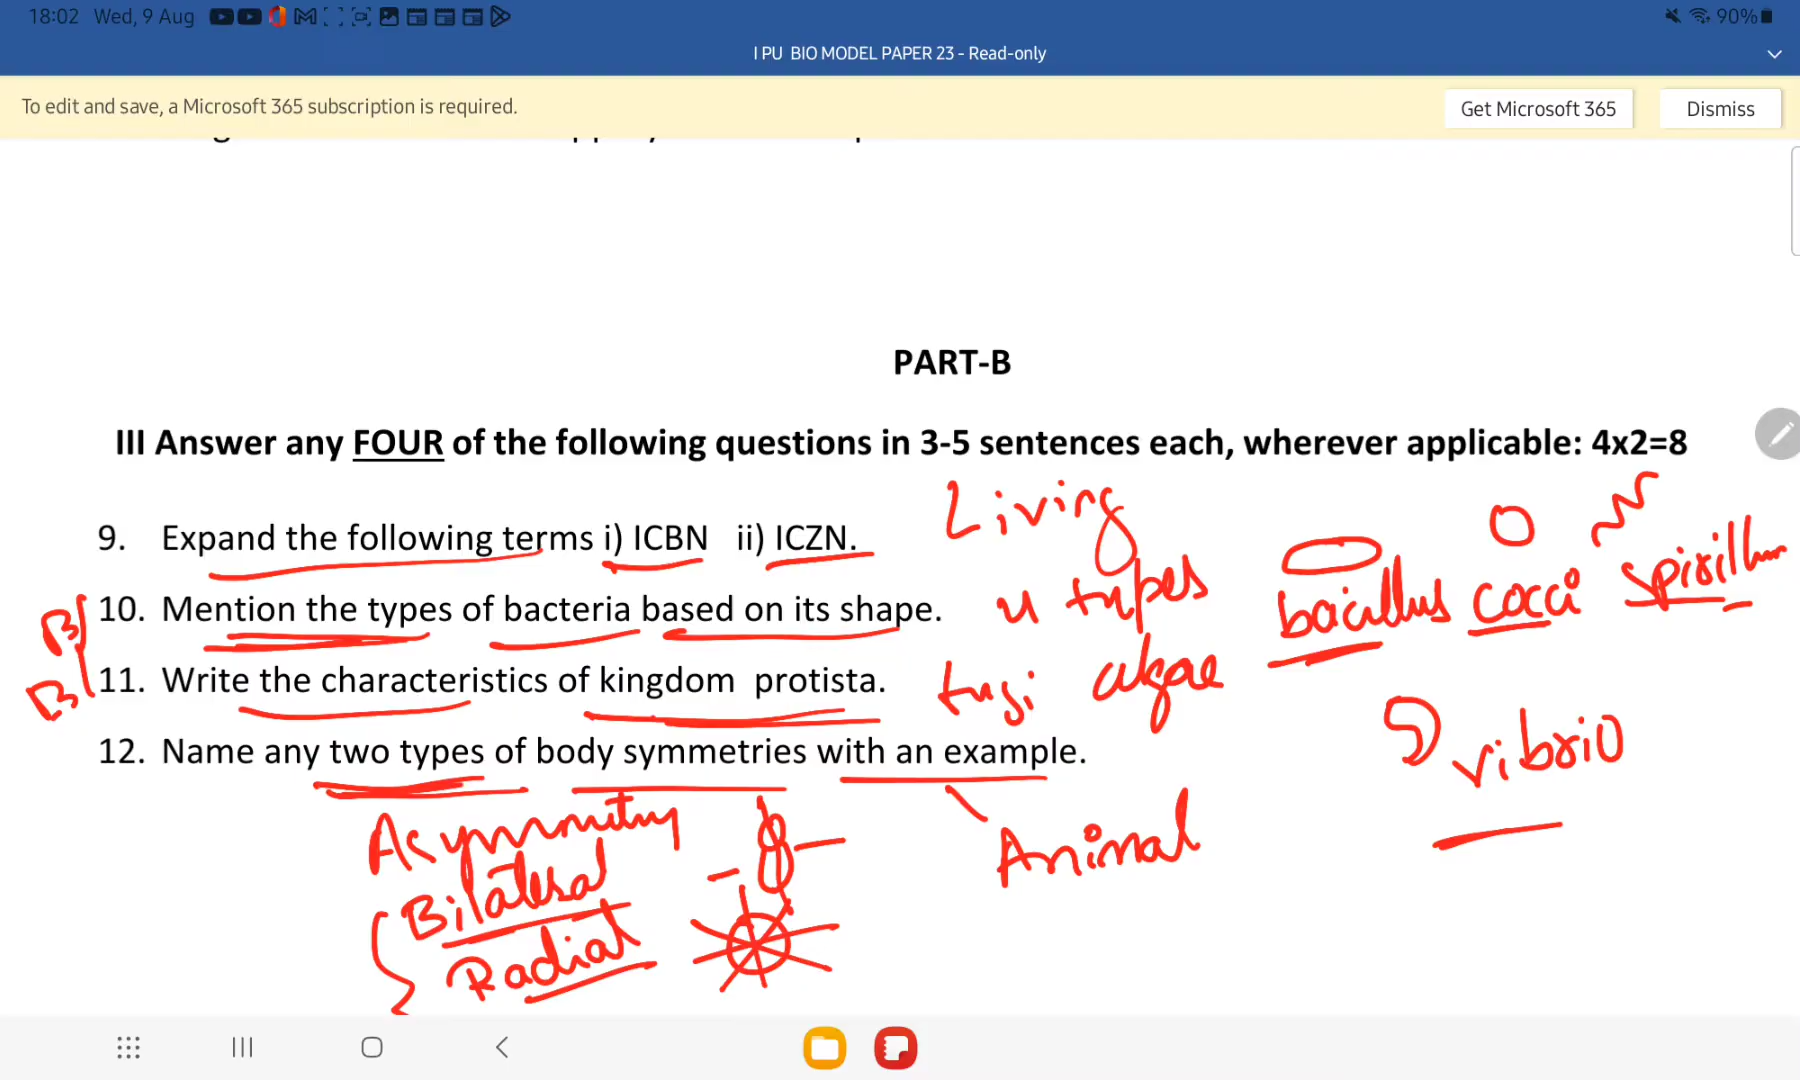 18:02 Wed, 9 Aug
90%
I PU BIO MODEL PAPER 23 - Read-only
To edit and save, a Microsoft 365 subscription is required.
Get Microsoft 365
Dismiss
PART-B
III Answer any FOUR of the following questions in 3-5 sentences each, wherever applicable: 4x2=8
9. Expand the following terms i) ICBN ii) ICZN.
Living
10. Mention the types of bacteria based on its shape.
types
bacillus cocci spirillum
11. Write the characteristics of kingdom protista.
algae
vibrio
12. Name any two types of body symmetries with an example.
Asymmetry
Animal
Bilateral
Radial